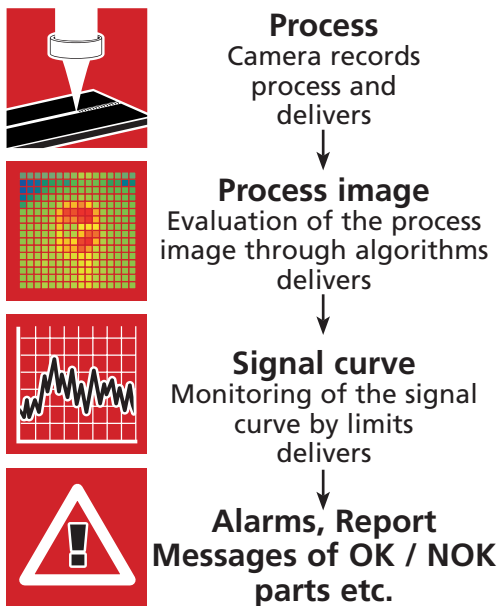 Process
Camera records
process and
delivers
Process image
Evaluation of the process
image through algorithms
delivers
Signal curve
Monitoring of the signal
curve by limits
delivers
Alarms, Report
Messages of OK / NOK
parts etc.